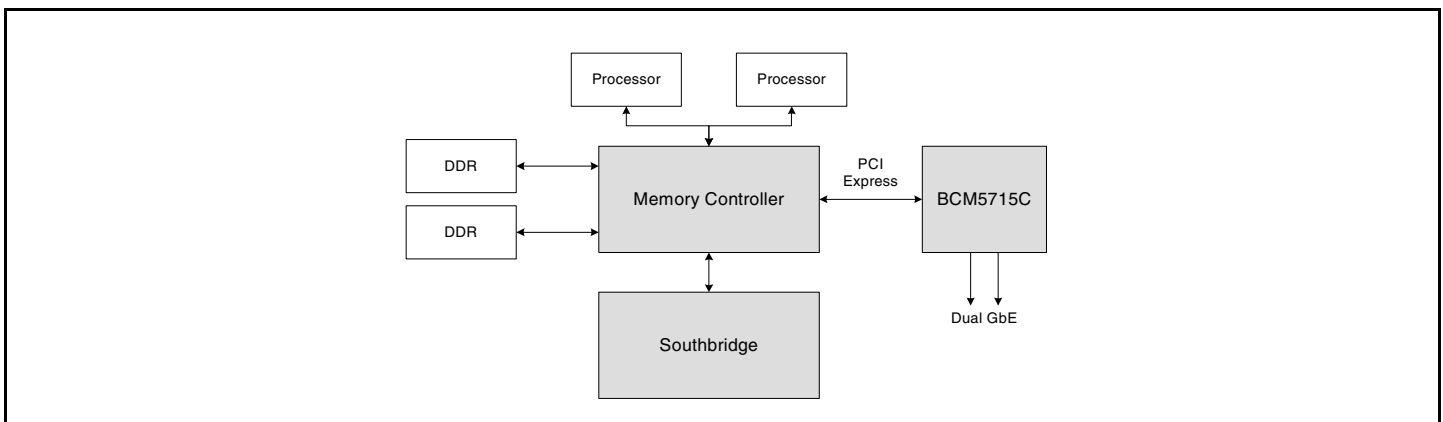 Processor
Processor
DDR
Memory Controller
PCI
Express
BCM5715C
DDR
Dual GbE
Southbridge